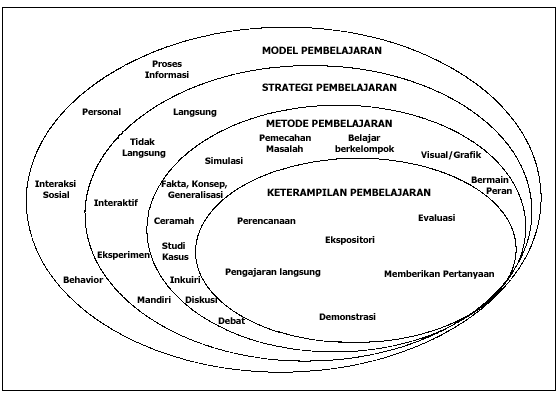 MODEL PEMBELAJARAN
Proses
Informasi
Personal
Interaksi
Sosial
Behavior
STRATEGI PEMBELAJARAN
Langsung
Tidak
Langsung
Interaktif
Eksperimen
Mandiri
METODE PEMBELAJARAN
Pemecahan
Masalah
Belajar
berkelompok
Visual/Grafik
Bermain
Peran
Simulasi
Fakta, Konsep,
Generalisasi
Ceramah
Studi
Kasus
Inkuiri
Diskusi
Debat
KETERAMPILAN PEMBELAJARAN
Perencanaan
Evaluasi
Ekspositori
Pengajaran langsung
Memberikan Pertanyaan
Demonstrasi